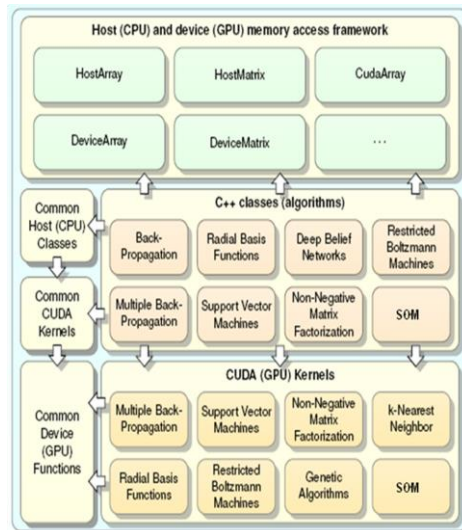 Host (CPU) and device (GPU) memory access framework
HostArray
HostMatrix
CudaArray
DeviceArray
DeviceMatrix
...
Common
Host (CPU)
Classes
Common
CUDA
Kernels
Common
Device
(GPU)
Functions
C++ classes (algorithms)
Back-
Propagation
Radial Basis
Functions
Deep Belief
Networks
Restricted
Boltzmann
Machines
Multiple Back-
Propagation
Support Vector
Machines
Non-Negative
Matrix
Factorization
SOM
CUDA (GPU) Kernels
Multiple Back-
Propagation
Support Vector
Machines
Non-Negative
Matrix
Factorization
k-Nearest
Neighbor
Radial Basis
Functions
Restricted
Boltzmann
Machines
Genetic
Algorithms
SOM